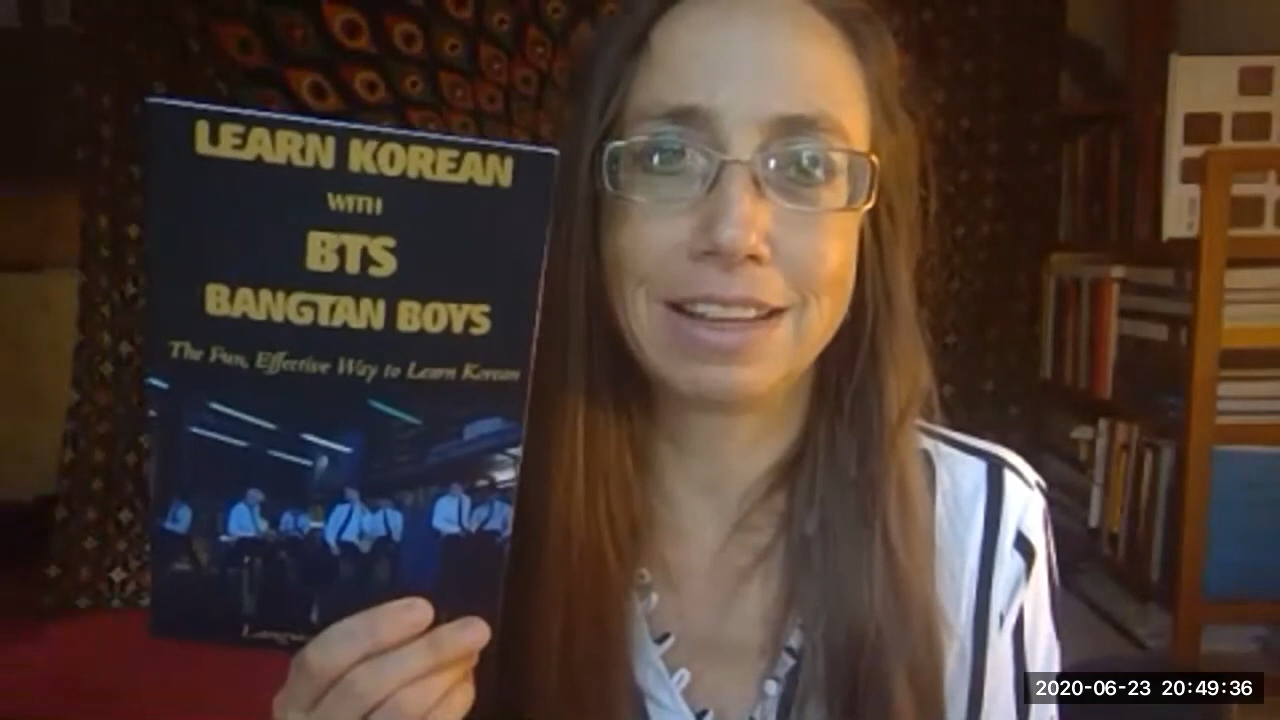 LEARN KOREAN
WITH
BTS
BANGTAN BOYS
The Fun, Effective Way to Learn Korean
2020-06-23 20:49:36